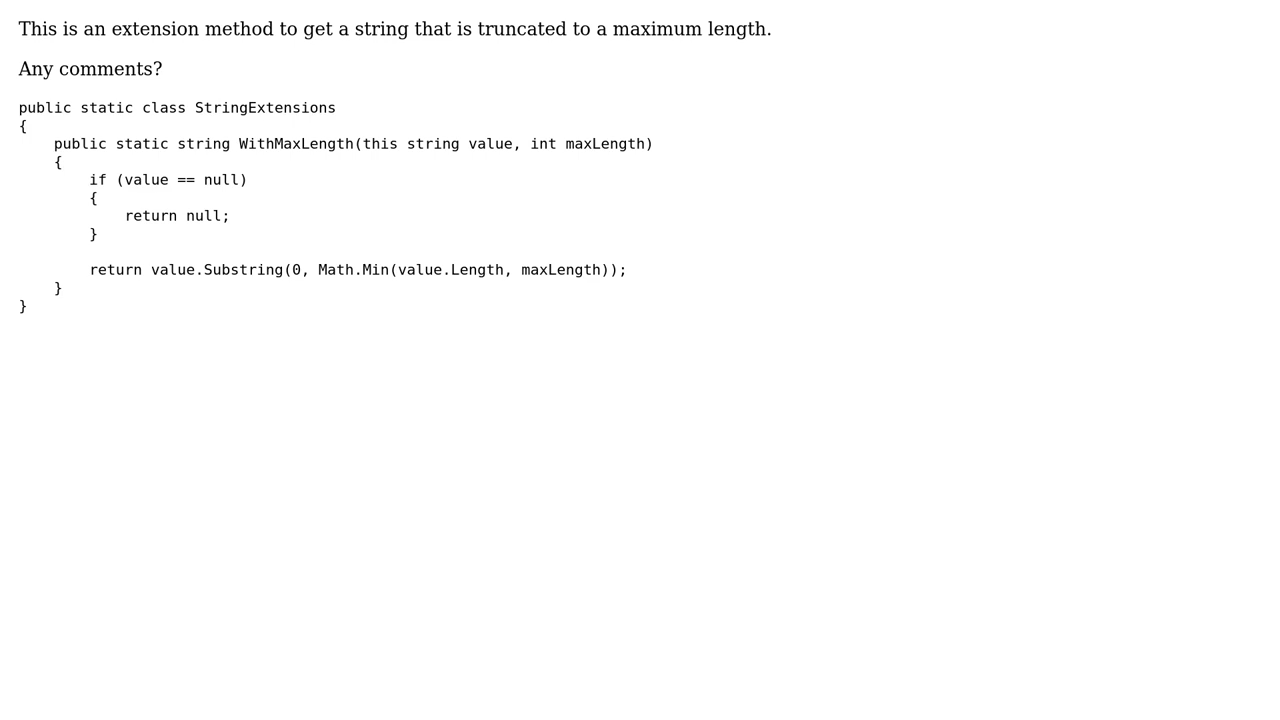 This is an extension method to get a string that is truncated to a maximum length.
Any comments?
public static class StringExtensions
{
    public static string WithMaxLength(this string value, int maxLength)
    {
        if (value == null)
        {
            return null;
        }

        return value.Substring(0, Math.Min(value.Length, maxLength));
    }
}